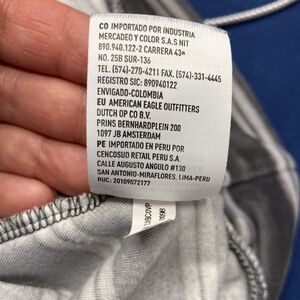 CO IMPORTADO POR INDUSTRIA
MERCADEO Y COLOR S.A.S NIT
890.940.122-2 CARRERA 43ª
NO. 25B SUR-136
TEL. (574)-270-4211 FAX. (574)-331-4445
REGISTRO SIC: 890940122
ENVIGADO-COLOMBIA
EU AMERICAN EAGLE OUTFITTERS
DUTCH OP CO B.V.
PRINS BERNHARDPLEIN 200
1097 JB AMSTERDAM
PE IMPORTADO EN PERU POR
CENCOSUD RETAIL PERU S.A.
CALLE AUGUSTO ANGULO #130
SAN ANTONIO-MIRAFLORES, LIMA-PERU
RUC: 20109072177